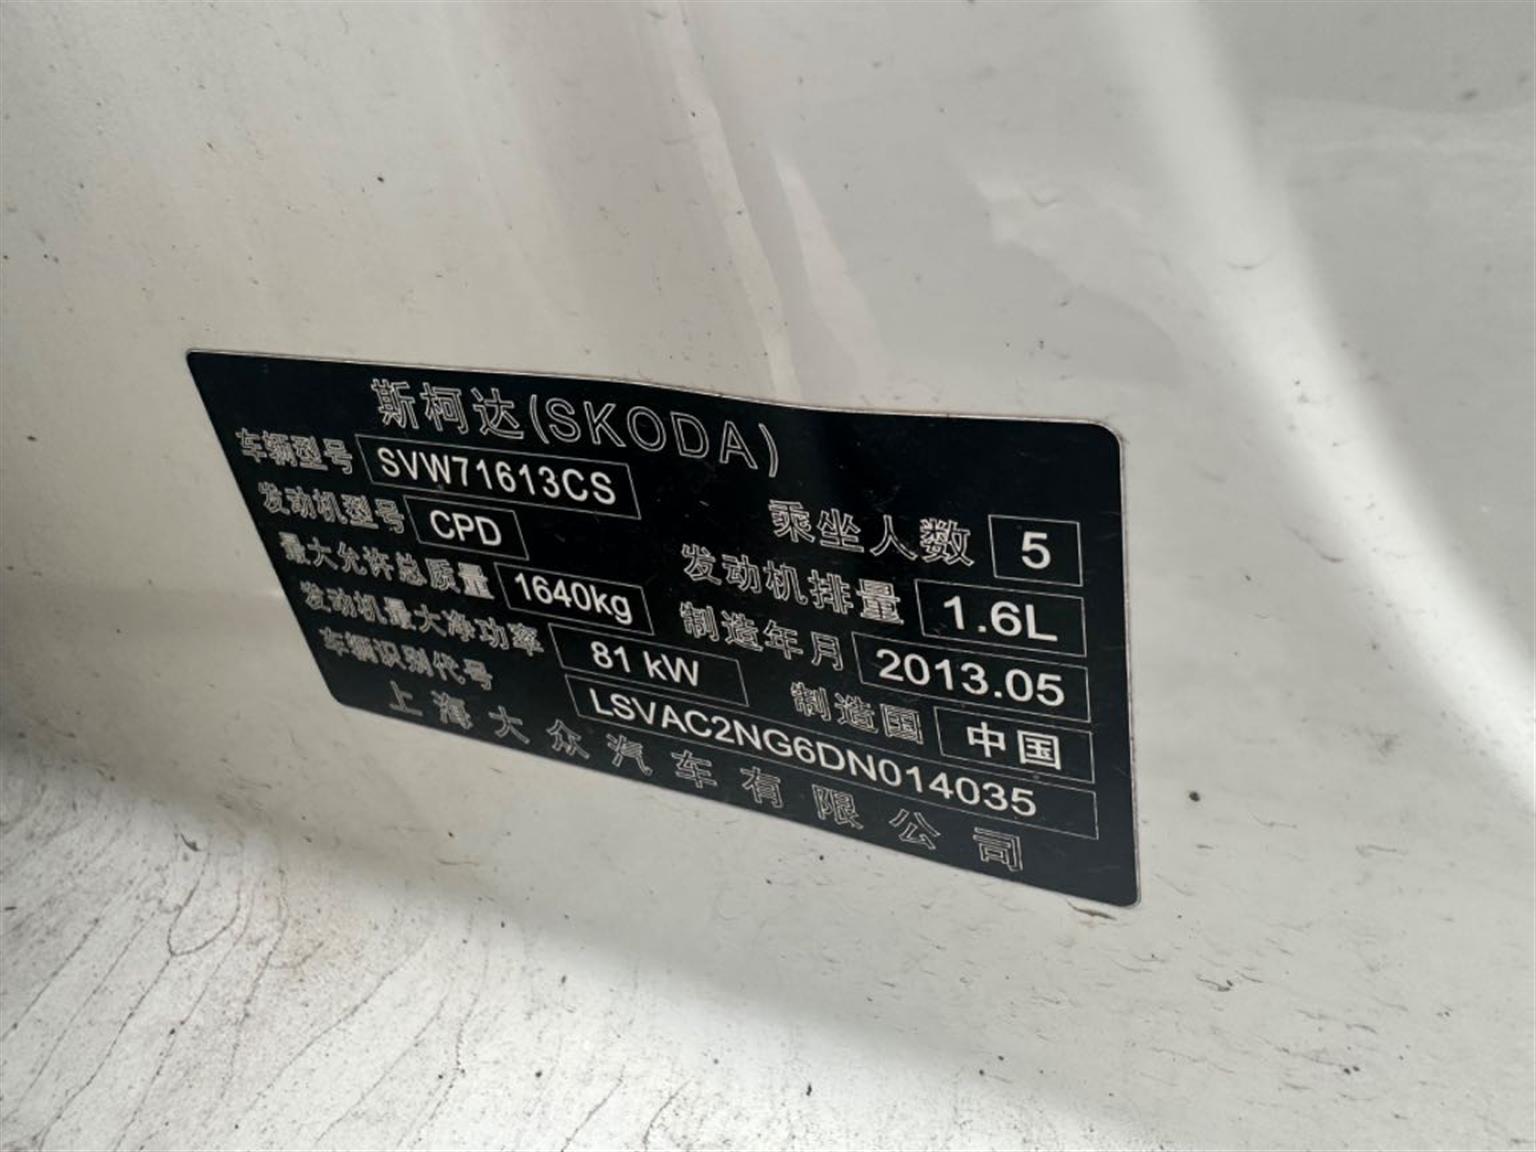 斯柯达(SKODA)
车辆型号 SVW71613CS 乘坐人数 5
发动机型号 CPD 发动机排量 1.6L
最大允许总质量 1640kg 制造年月 2013.05
发动机最大净功率 81 kW 制造国 中国
车辆识别代号 LSVAC2NG6DN014035
上海大众汽车有限公司